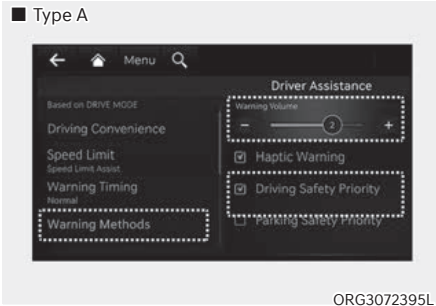 ■ Type A
Menu
Driver Assistance
Based on DRIVE MODE
Driving Convenience
Speed Limit
Speed Limit Assist
Warning Timing
Normal
Warning Methods
Warning Volume
- 2 +
Haptic Warning
Driving Safety Priority
Parking Safety Priority
ORG3072395L